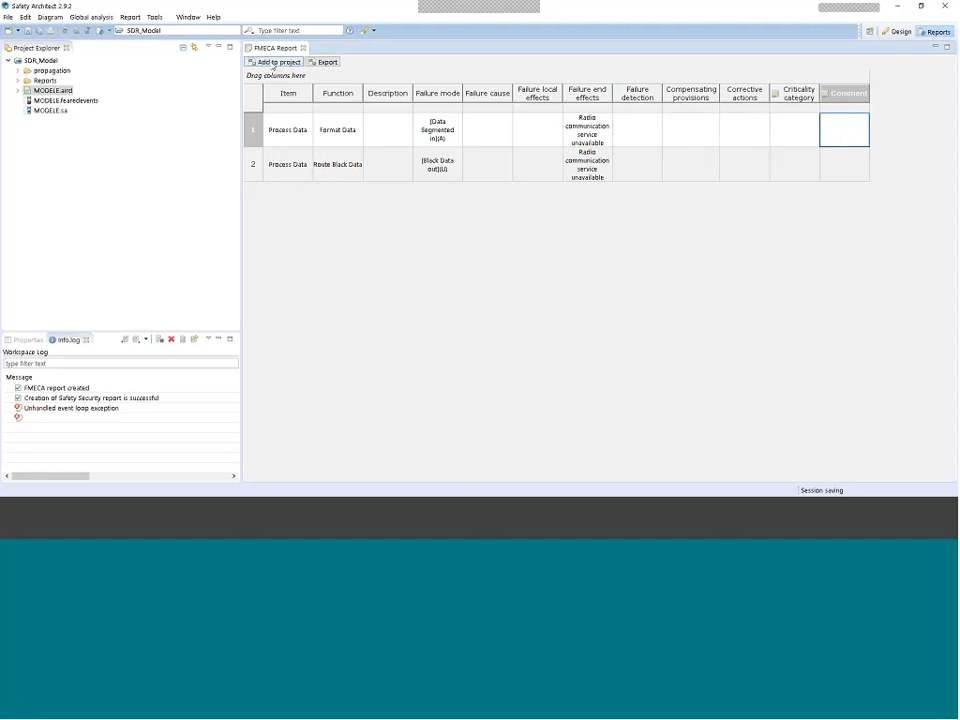 Safety Architect 2.9.2
File Edit Diagram Global analysis Report Tools Window Help
SDR_Model
Type filter text
Design Reports
Project Explorer
SDR_Model
propagation
Reports
MODELE.aird
MODELE.fearedevents
MODELE.sa
FMECA Report
Add to project Export
Drag columns here
Item Function Description Failure mode Failure cause Failure local effects Failure end effects Failure detection Compensating provisions Corrective actions Criticality category Comment
1 Process Data Format Data [Data Segmented in](A) Radio communication service unavailable
2 Process Data Route Black Data [Black Data out](U) Radio communication service unavailable
Properties Info.log
Workspace Log
type filter text
Message
FMECA report created
Creation of Safety Security report is successful
Unhandled event loop exception
Session saving